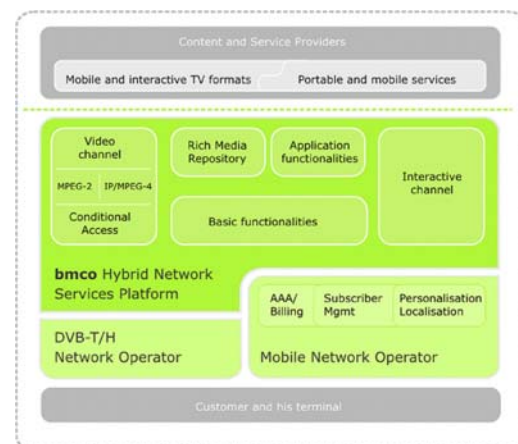 Content and Service Providers
Mobile and interactive TV formats
Portable and mobile services
Video
channel
MPEG-2
IP/MPEG-4
Conditional
Access
Rich Media
Repository
Application
functionalities
Basic functionalities
Interactive
channel
bmco Hybrid Network
Services Platform
AAA/
Billing
Subscriber
Mgmt
Personalisation
Localisation
DVB-T/H
Network Operator
Mobile Network Operator
Customer and his terminal